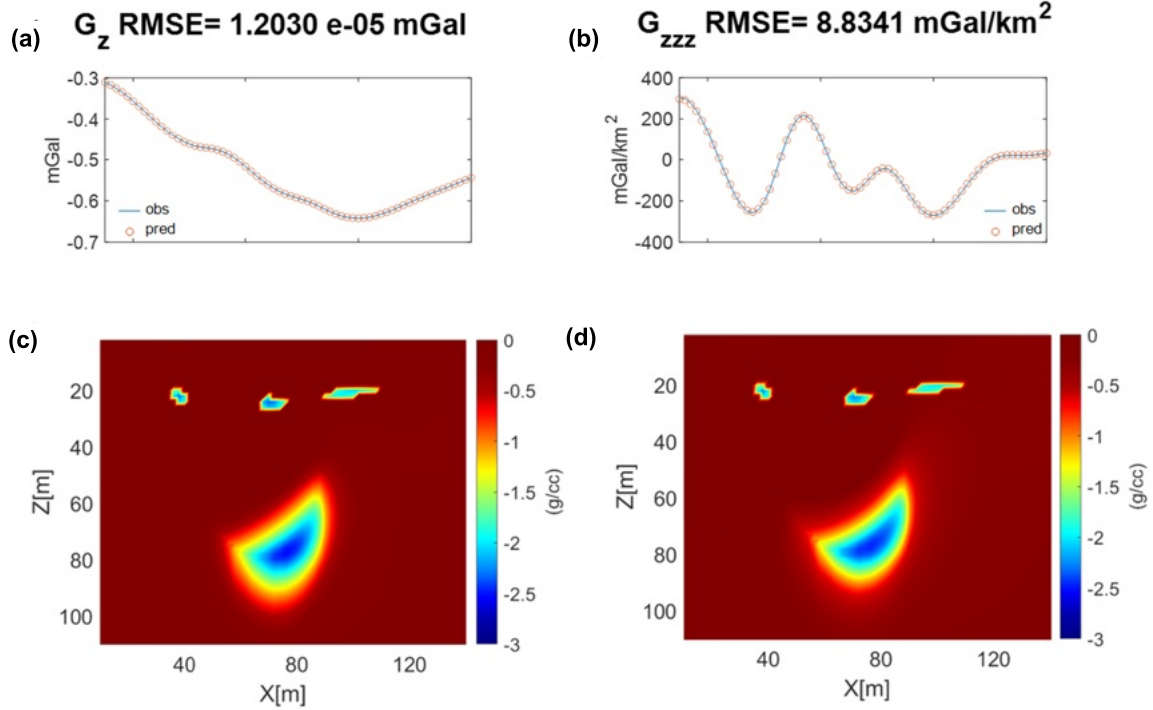 (a)
G_z RMSE= 1.2030 e-05 mGal
-0.3
-0.4
-0.5
-0.6
-0.7
mGal
obs
pred
(b)
G_zzz RMSE= 8.8341 mGal/km^2
400
200
0
-200
-400
mGal/km^2
obs
pred
(c)
20
40
60
80
100
Z[m]
40
80
120
X[m]
0
-0.5
-1
-1.5
-2
-2.5
-3
(g/cc)
(d)
20
40
60
80
100
Z[m]
40
80
120
X[m]
0
-0.5
-1
-1.5
-2
-2.5
-3
(g/cc)